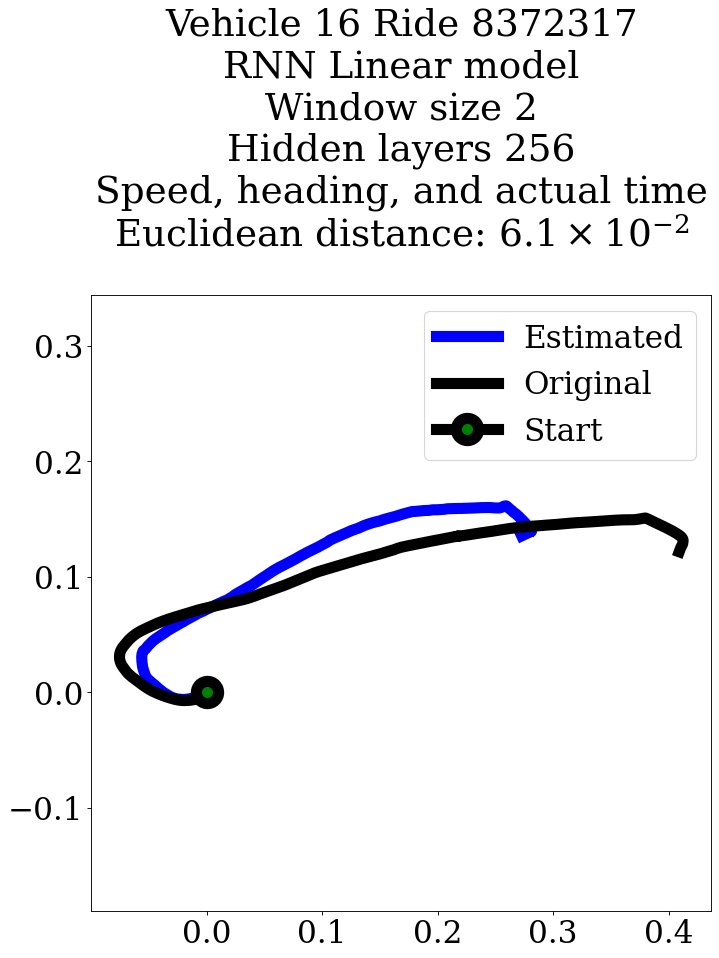 Vehicle 16 Ride 8372317
RNN Linear model
Window size 2
Hidden layers 256
Speed, heading, and actual time
Euclidean distance: 6.1 × 10⁻²
Estimated
Original
Start
0.3
0.2
0.1
0.0
−0.1
0.0 0.1 0.2 0.3 0.4